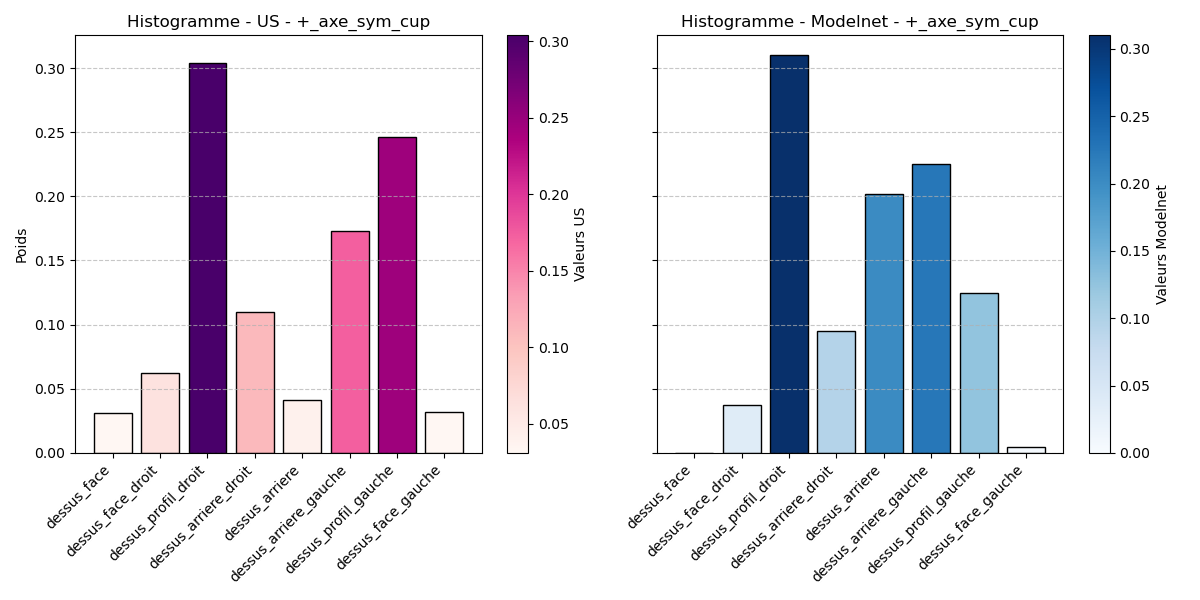 Histogramme - US - +_axe_sym_cup
Poids
0.30
0.25
0.20
0.15
0.10
0.05
0.00
dessus_face
dessus_face_droit
dessus_profil_droit
dessus_arriere_droit
dessus_arriere
dessus_arriere_gauche
dessus_profil_gauche
dessus_face_gauche
0.30
0.25
0.20
0.15
0.10
0.05
Valeurs US
Histogramme - Modelnet - +_axe_sym_cup
dessus_face
dessus_face_droit
dessus_profil_droit
dessus_arriere_droit
dessus_arriere
dessus_arriere_gauche
dessus_profil_gauche
dessus_face_gauche
0.30
0.25
0.20
0.15
0.10
0.05
0.00
Valeurs Modelnet